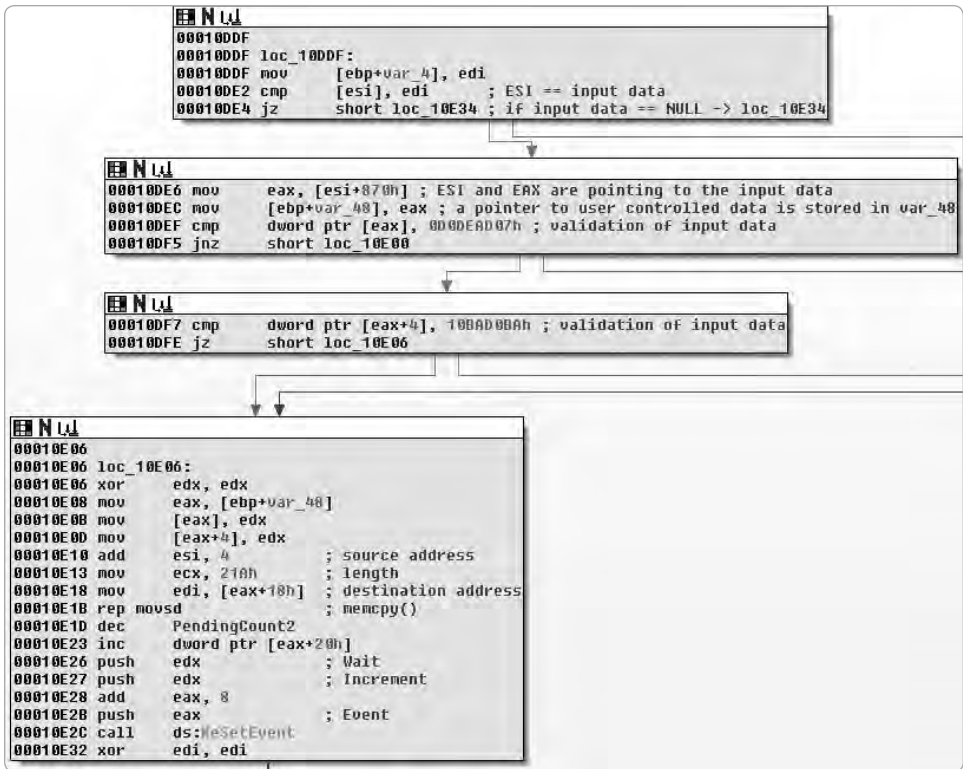 00010DDF
00010DDF loc_10DDF:
00010DDF mov [ebp+var_4], edi
00010DE2 cmp [esi], edi ; ESI == input data
00010DE4 jz short loc_10E34 ; if input data == NULL -> loc_10E34
00010DE6 mov eax, [esi+870h] ; ESI and EAX are pointing to the input data
00010DEC mov [ebp+var_48], eax ; a pointer to user controlled data is stored in var_48
00010DEF cmp dword ptr [eax], 0D0DEAD07h ; validation of input data
00010DF5 jnz short loc_10E00
00010DF7 cmp dword ptr [eax+4], 10BAD0BAh ; validation of input data
00010DFE jz short loc_10E06
00010E06
00010E06 loc_10E06:
00010E06 xor edx, edx
00010E08 mov eax, [ebp+var_48]
00010E0B mov [eax], edx
00010E0D mov [eax+4], edx
00010E10 add esi, 4 ; source address
00010E13 mov ecx, 21Ah ; length
00010E18 mov edi, [eax+18h] ; destination address
00010E1B rep movsd ; memcpy()
00010E1D dec PendingCount2
00010E23 inc dword ptr [eax+20h]
00010E26 push edx ; Wait
00010E27 push edx ; Increment
00010E28 add eax, 8
00010E2B push eax ; Event
00010E2C call ds:KeSetEvent
00010E32 xor edi, edi